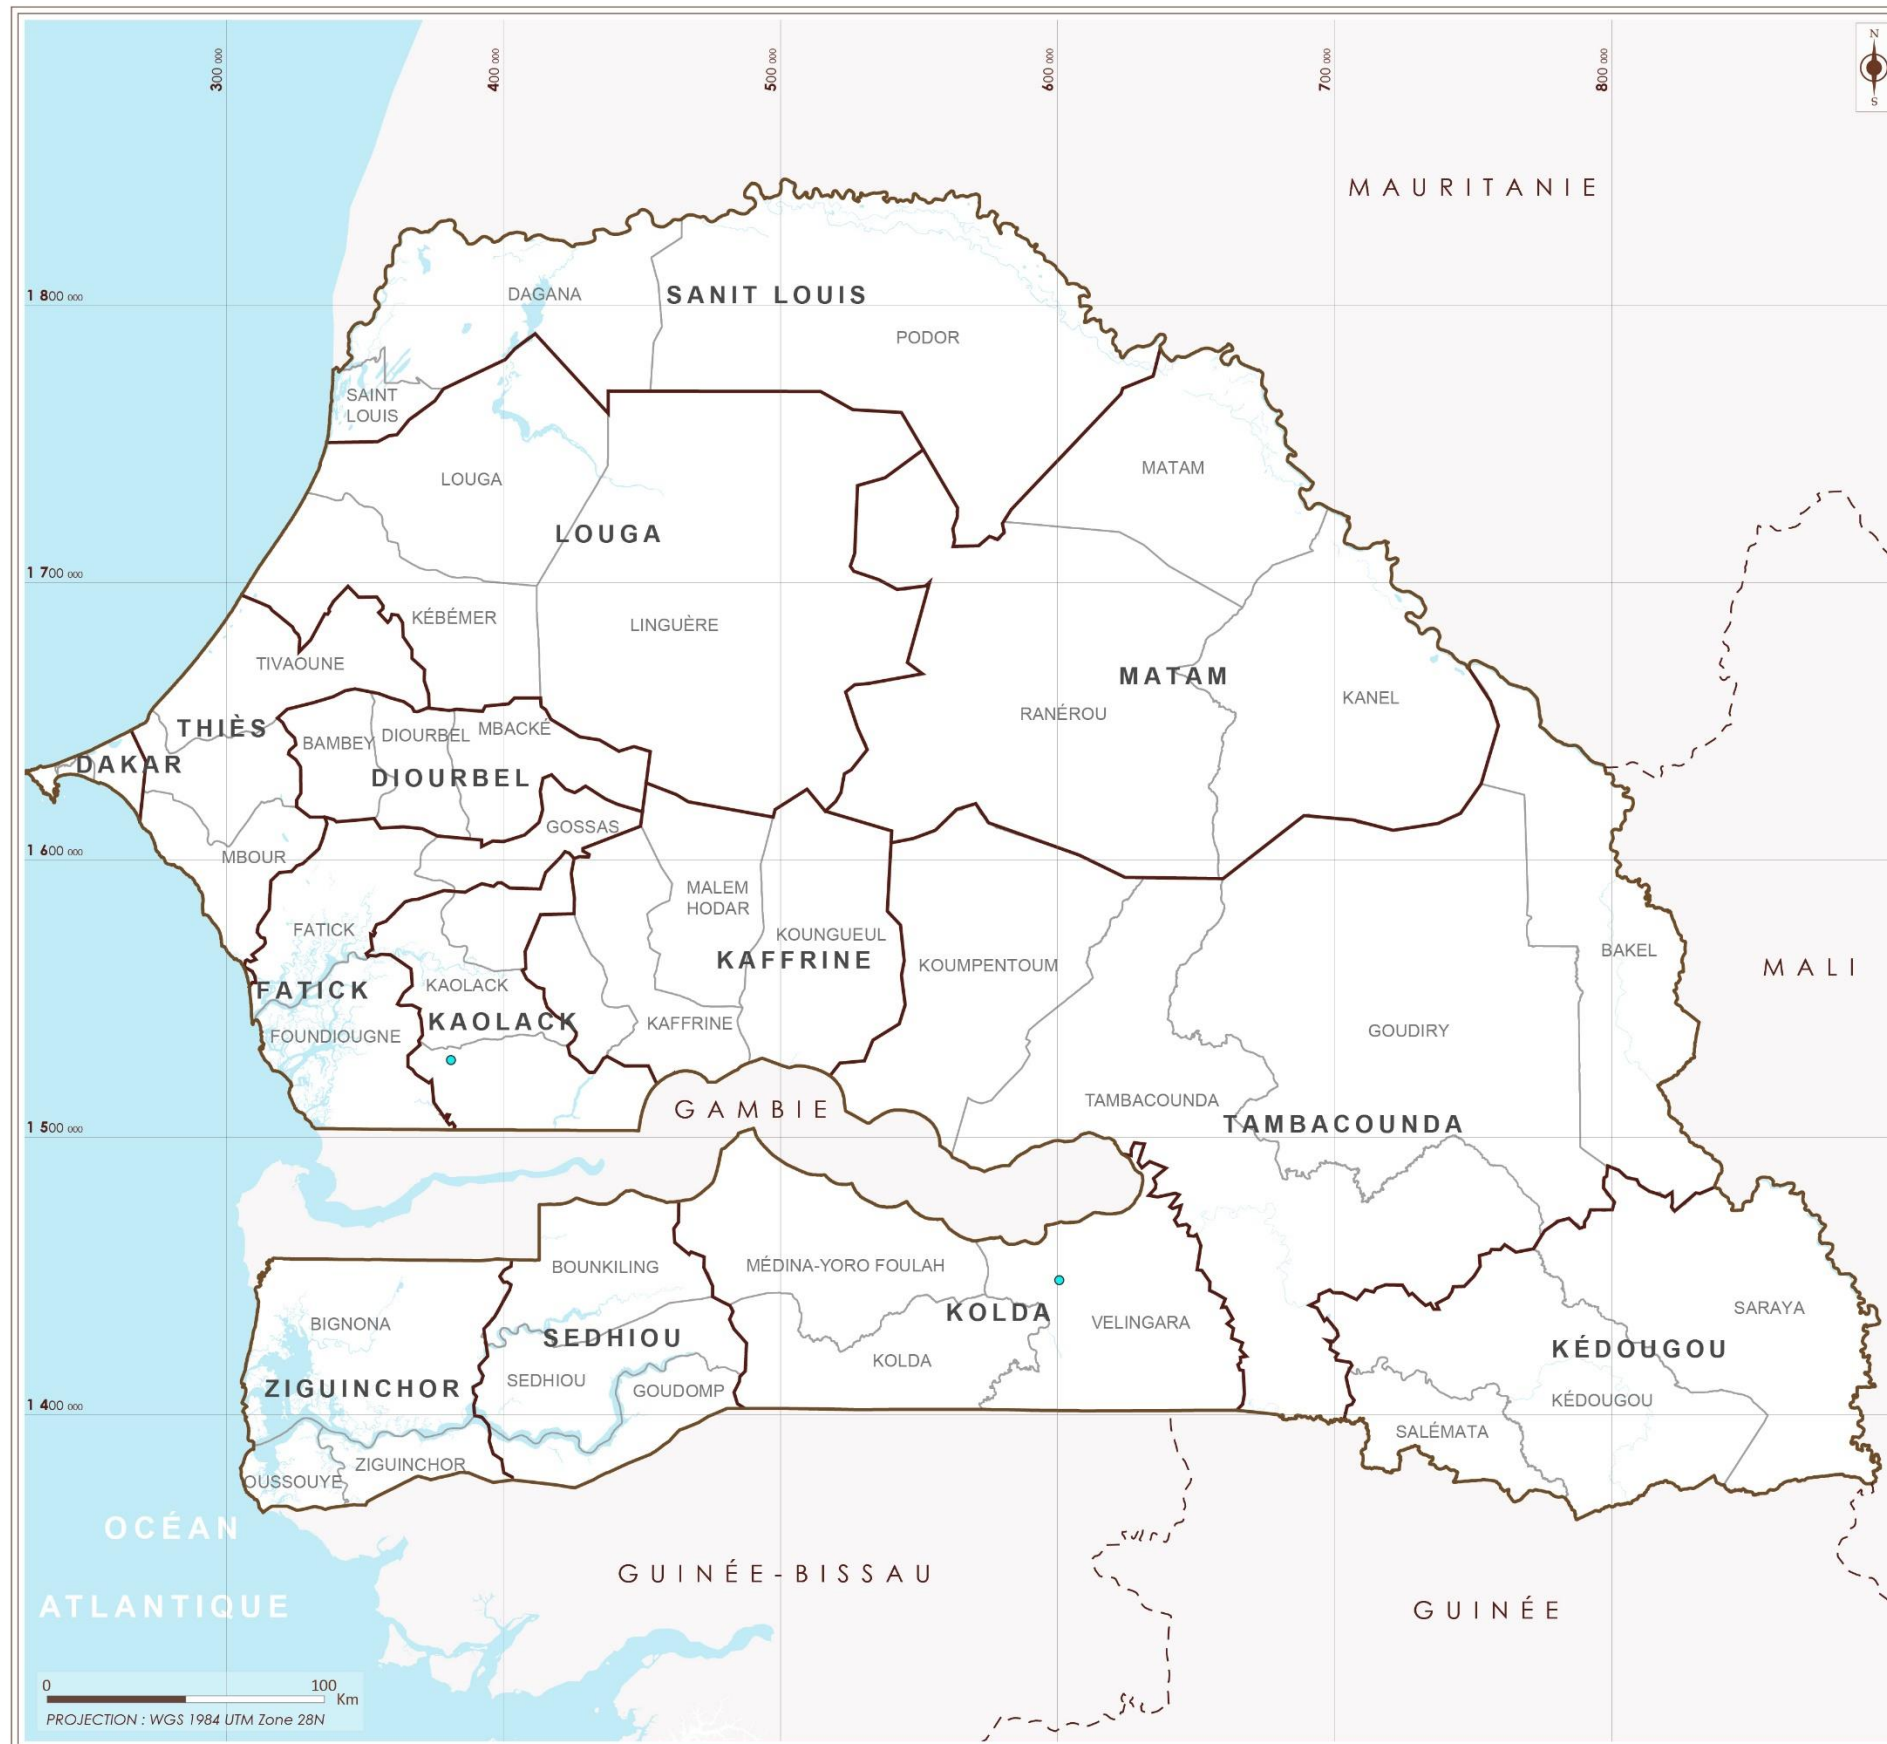 300 000
400 000
500 000
600 000
700 000
800 000
N
S
MAURITANIE
1 800 000
DAGANA
SANIT LOUIS
PODOR
SAINT
LOUIS
MATAM
LOUGA
LOUGA
1 700 000
KÉBÉMER
LINGUÈRE
TIVAOUNE
MATAM
KANEL
RANÉROU
THIÈS
BAMBEY
DIOURBEL
MBACKÉ
DAKAR
DIOURBEL
GOSSAS
1 600 000
MBOUR
MALEM
HODAR
FATICK
KOUNGUEUL
KAFFRINE
KOUMPENTOUM
BAKEL
MALI
FATICK
KAOLACK
KAOLACK
KAFFRINE
FOUNDIOUGNE
GOUDIRY
GAMBIE
TAMBACOUNDA
TAMBACOUNDA
1 500 000
BOUNKILING
MÉDINA-YORO FOULAH
KOLDA
VELINGARA
SARAYA
BIGNONA
SEDHIOU
KOLDA
KÉDOUGOU
ZIGUINCHOR
SEDHIOU
GOUDOMP
KÉDOUGOU
1 400 000
SALÉMATA
ZIGUINCHOR
OUSSOUYE
OCÉAN
ATLANTIQUE
GUINÉE-BISSAU
GUINÉE
0 100 Km
PROJECTION : WGS 1984 UTM Zone 28N